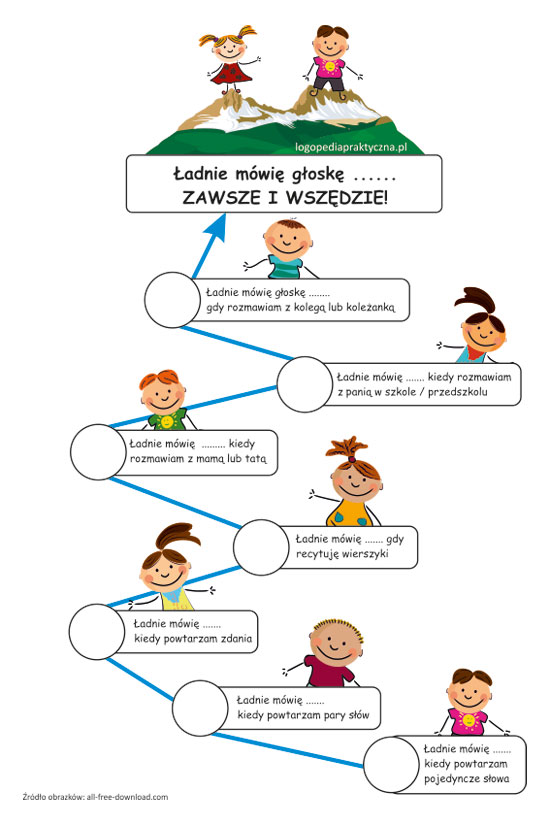 logopediapraktyczna.pl
Ładnie mówię głoskę ......
ZAWSZE I WSZĘDZIE!
Ładnie mówię głoskę ........
gdy rozmawiam z kolegą lub koleżanką
Ładnie mówię ....... kiedy rozmawiam
z panią w szkole / przedszkolu
Ładnie mówię ......... kiedy
rozmawiam z mamą lub tatą
Ładnie mówię ....... gdy
recytuję wierszyki
Ładnie mówię .......
kiedy powtarzam zdania
Ładnie mówię .......
kiedy powtarzam pary słów
Ładnie mówię .......
kiedy powtarzam
pojedyncze słowa
Źródło obrazków: all-free-download.com